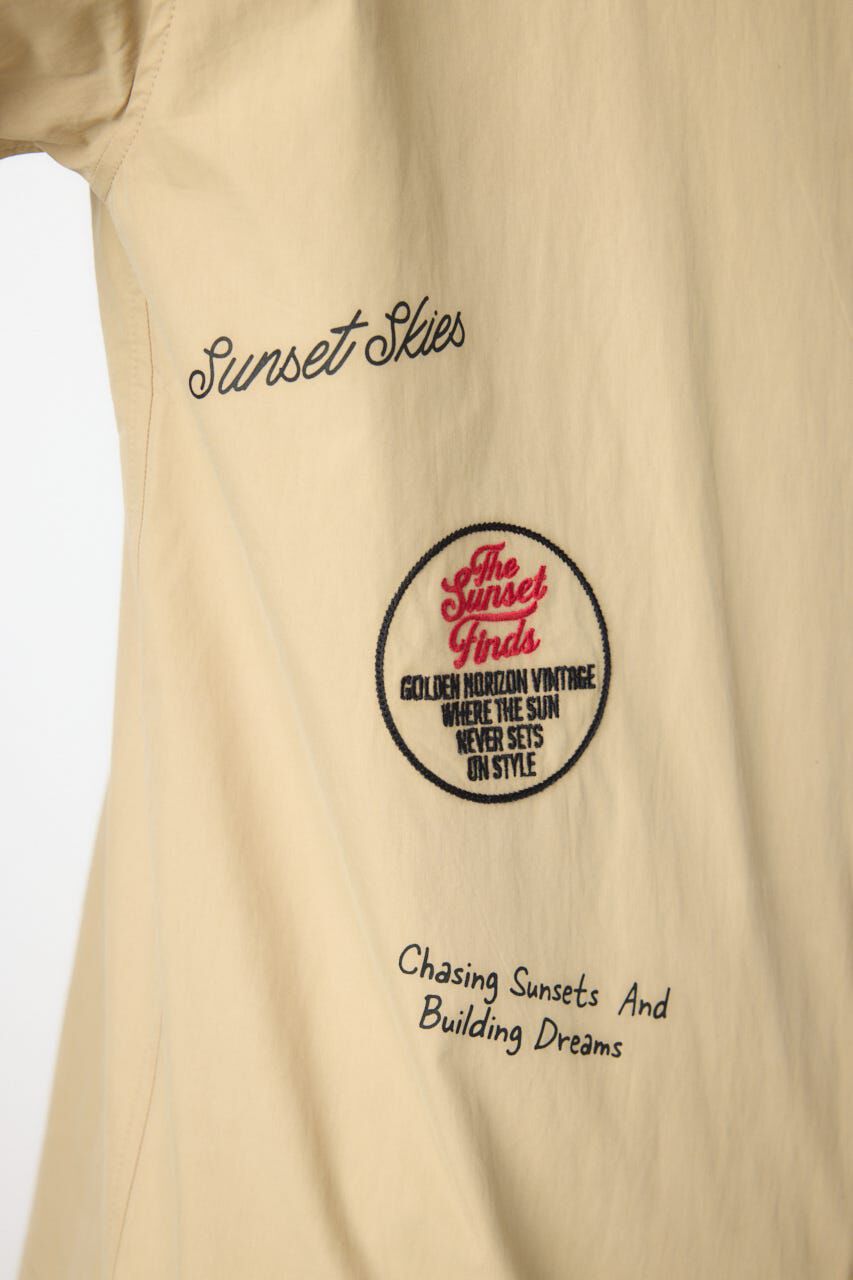 Sunset Skies
The
Sunset
Finds
GOLDEN HORIZON VINTAGE
WHERE THE SUN
NEVER SETS
ON STYLE
Chasing Sunsets And
Building Dreams